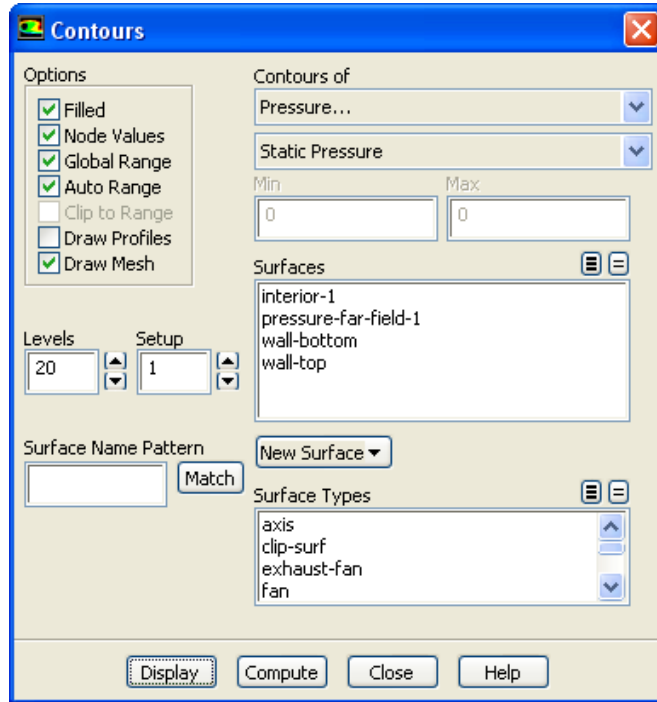 Contours
Options
Filled
Node Values
Global Range
Auto Range
Clip to Range
Draw Profiles
Draw Mesh
Levels
Setup
20
1
Surface Name Pattern
Match
Contours of
Pressure...
Static Pressure
Min
Max
0
0
Surfaces
interior-1
pressure-far-field-1
wall-bottom
wall-top
New Surface
Surface Types
axis
clip-surf
exhaust-fan
fan
Display
Compute
Close
Help